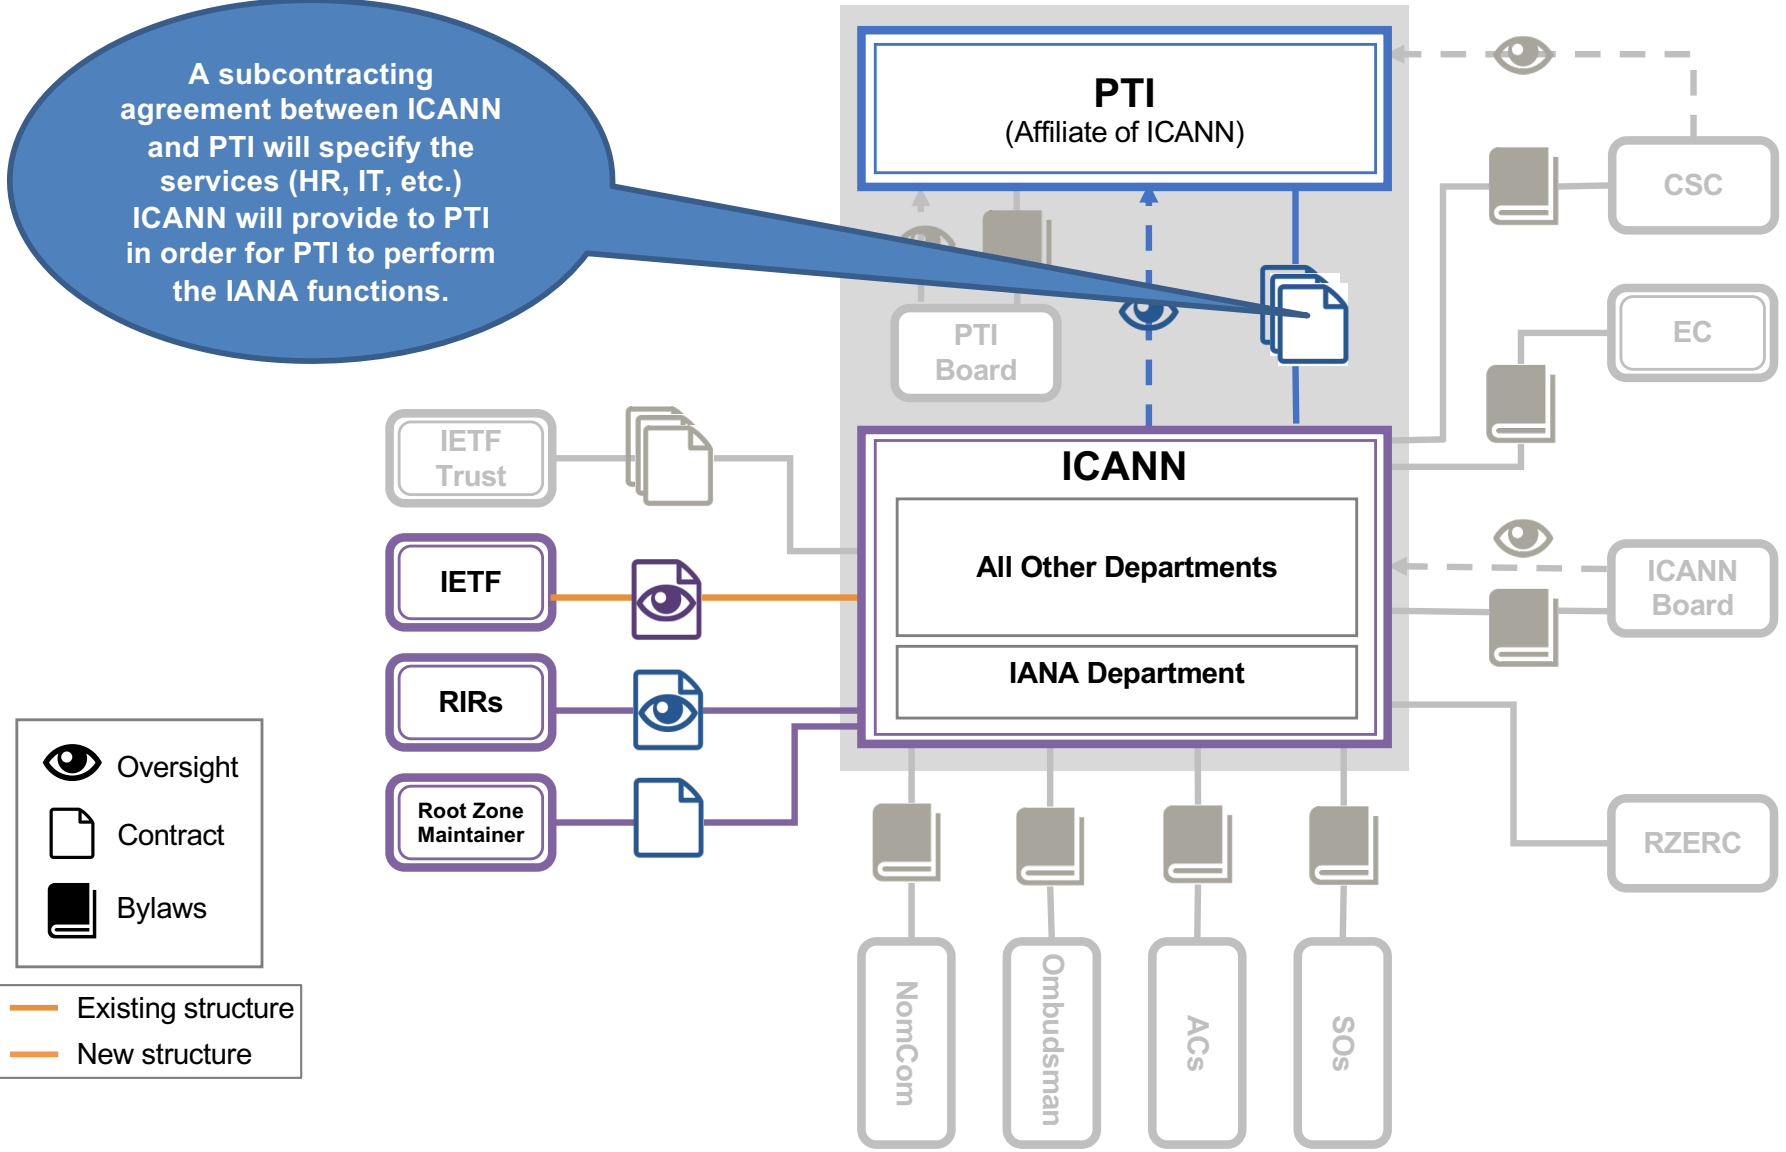 A subcontracting
agreement between ICANN
and PTI will specify the
services (HR, IT, etc.)
ICANN will provide to PTI
in order for PTI to perform
the IANA functions.
PTI
(Affiliate of ICANN)
CSC
EC
PTI
Board
IETF
Trust
ICANN
All Other Departments
IANA Department
ICANN
Board
IETF
RIRs
Root Zone
Maintainer
RZERC
Oversight
Contract
Bylaws
Existing structure
New structure
NomCom
Ombudsman
ACs
SOs